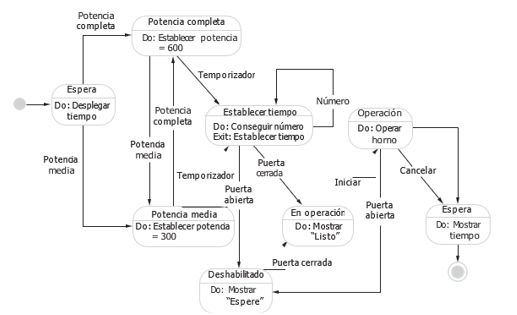 Potencia
completa
Potencia completa
Do: Establecer potencia
= 600
Temporizador
Espera
Do: Desplegar
tiempo
Potencia
completa
Establecer tiempo
Do: Conseguir número
Exit: Establecer tiempo
Número
Operación
Do: Operar
horno
Potencia
media
Potencia
media
Temporizador
Puerta
cerrada
Puerta
abierta
Iniciar
Cancelar
Puerta
abierta
Potencia media
Do: Establecer potencia
= 300
En operación
Do: Mostrar
"Listo"
Espera
Do: Mostrar
tiempo
Puerta cerrada
Deshabilitado
Do: Mostrar
"Espere"